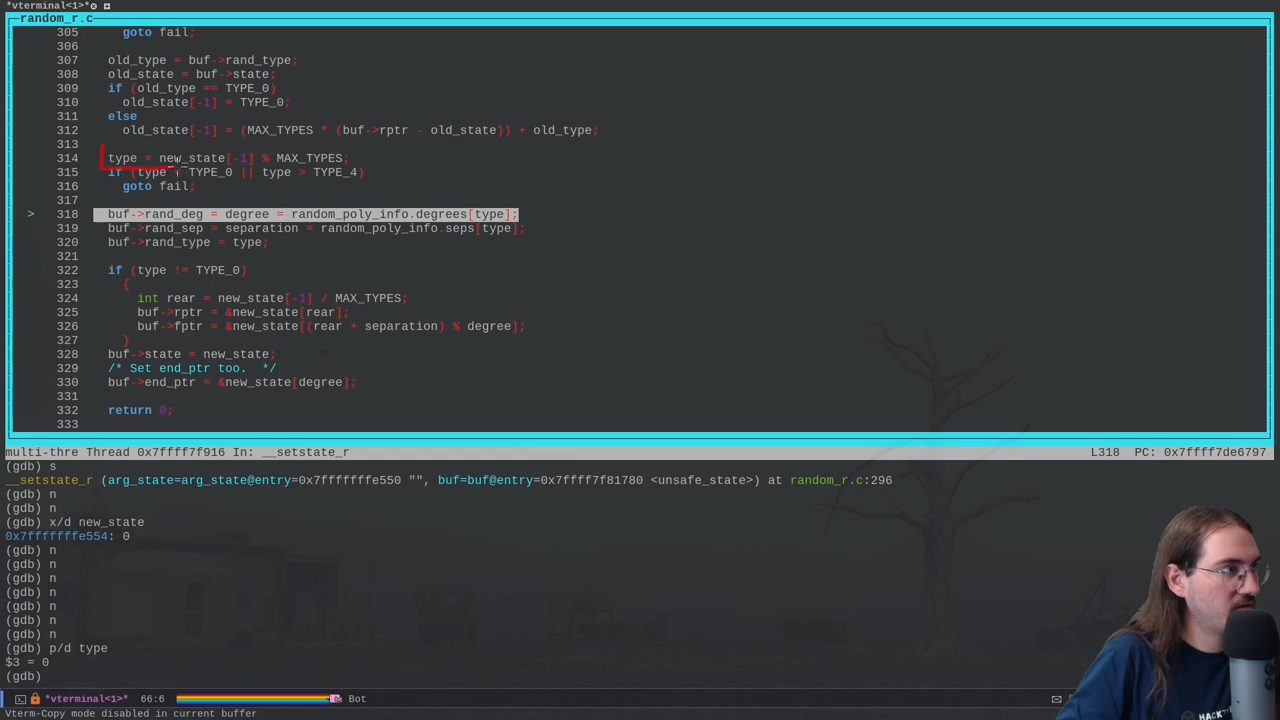 *vterminal<1>*
random_r.c
305 goto fail;
306
307 old_type = buf->rand_type;
308 old_state = buf->state;
309 if (old_type == TYPE_0)
310 old_state[-1] = TYPE_0;
311 else
312 old_state[-1] = (MAX_TYPES * (buf->rptr - old_state)) + old_type;
313
314 type = new_state[-1] % MAX_TYPES;
315 if (type < TYPE_0 || type > TYPE_4)
316 goto fail;
317
> 318 buf->rand_deg = degree = random_poly_info.degrees[type];
319 buf->rand_sep = separation = random_poly_info.seps[type];
320 buf->rand_type = type;
321
322 if (type != TYPE_0)
323 {
324 int rear = new_state[-1] / MAX_TYPES;
325 buf->rptr = &new_state[rear];
326 buf->fptr = &new_state[(rear + separation) % degree];
327 }
328 buf->state = new_state;
329 /* Set end_ptr too. */
330 buf->end_ptr = &new_state[degree];
331
332 return 0;
333
multi-thre Thread 0x7ffff7f916 In: __setstate_r L318 PC: 0x7ffff7de6797
(gdb) s
__setstate_r (arg_state=arg_state@entry=0x7fffffffe550 "", buf=buf@entry=0x7ffff7f81780 <unsafe_state>) at random_r.c:296
(gdb) n
(gdb) n
(gdb) x/d new_state
0x7fffffffe554: 0
(gdb) n
(gdb) n
(gdb) n
(gdb) n
(gdb) n
(gdb) n
(gdb) n
(gdb) p/d type
$3 = 0
(gdb)
*vterminal<1>* 66:6 Bot
Vterm-Copy mode disabled in current buffer